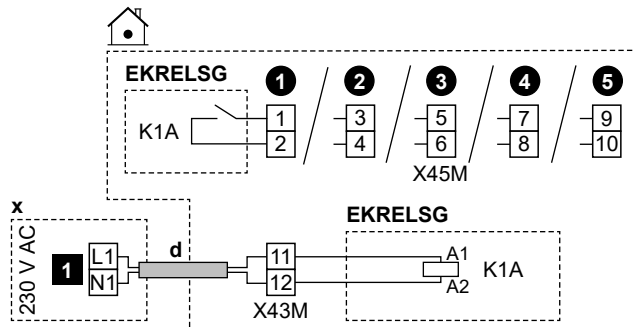 EKRELSG 1 2 3 4 5
K1A 1 3 5 7 9
2 4 6 8 10
X45M
x EKRELSG
230 V AC 1 L1 d 11 A1 K1A
N1 12 A2
X43M